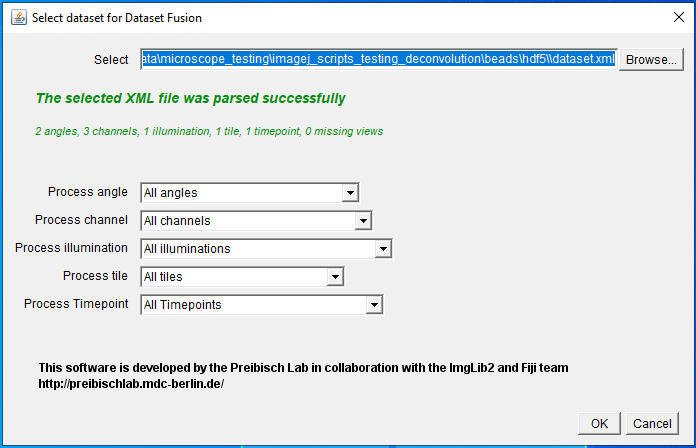 Select dataset for Dataset Fusion
Select ata\microscope_testing\imagej_scripts_testing_deconvolution\beads\hdf5\\dataset.xml Browse...
The selected XML file was parsed successfully
2 angles, 3 channels, 1 illumination, 1 tile, 1 timepoint, 0 missing views
Process angle All angles
Process channel All channels
Process illumination All illuminations
Process tile All tiles
Process Timepoint All Timepoints
This software is developed by the Preibisch Lab in collaboration with the ImgLib2 and Fiji team
http://preibischlab.mdc-berlin.de/
OK Cancel